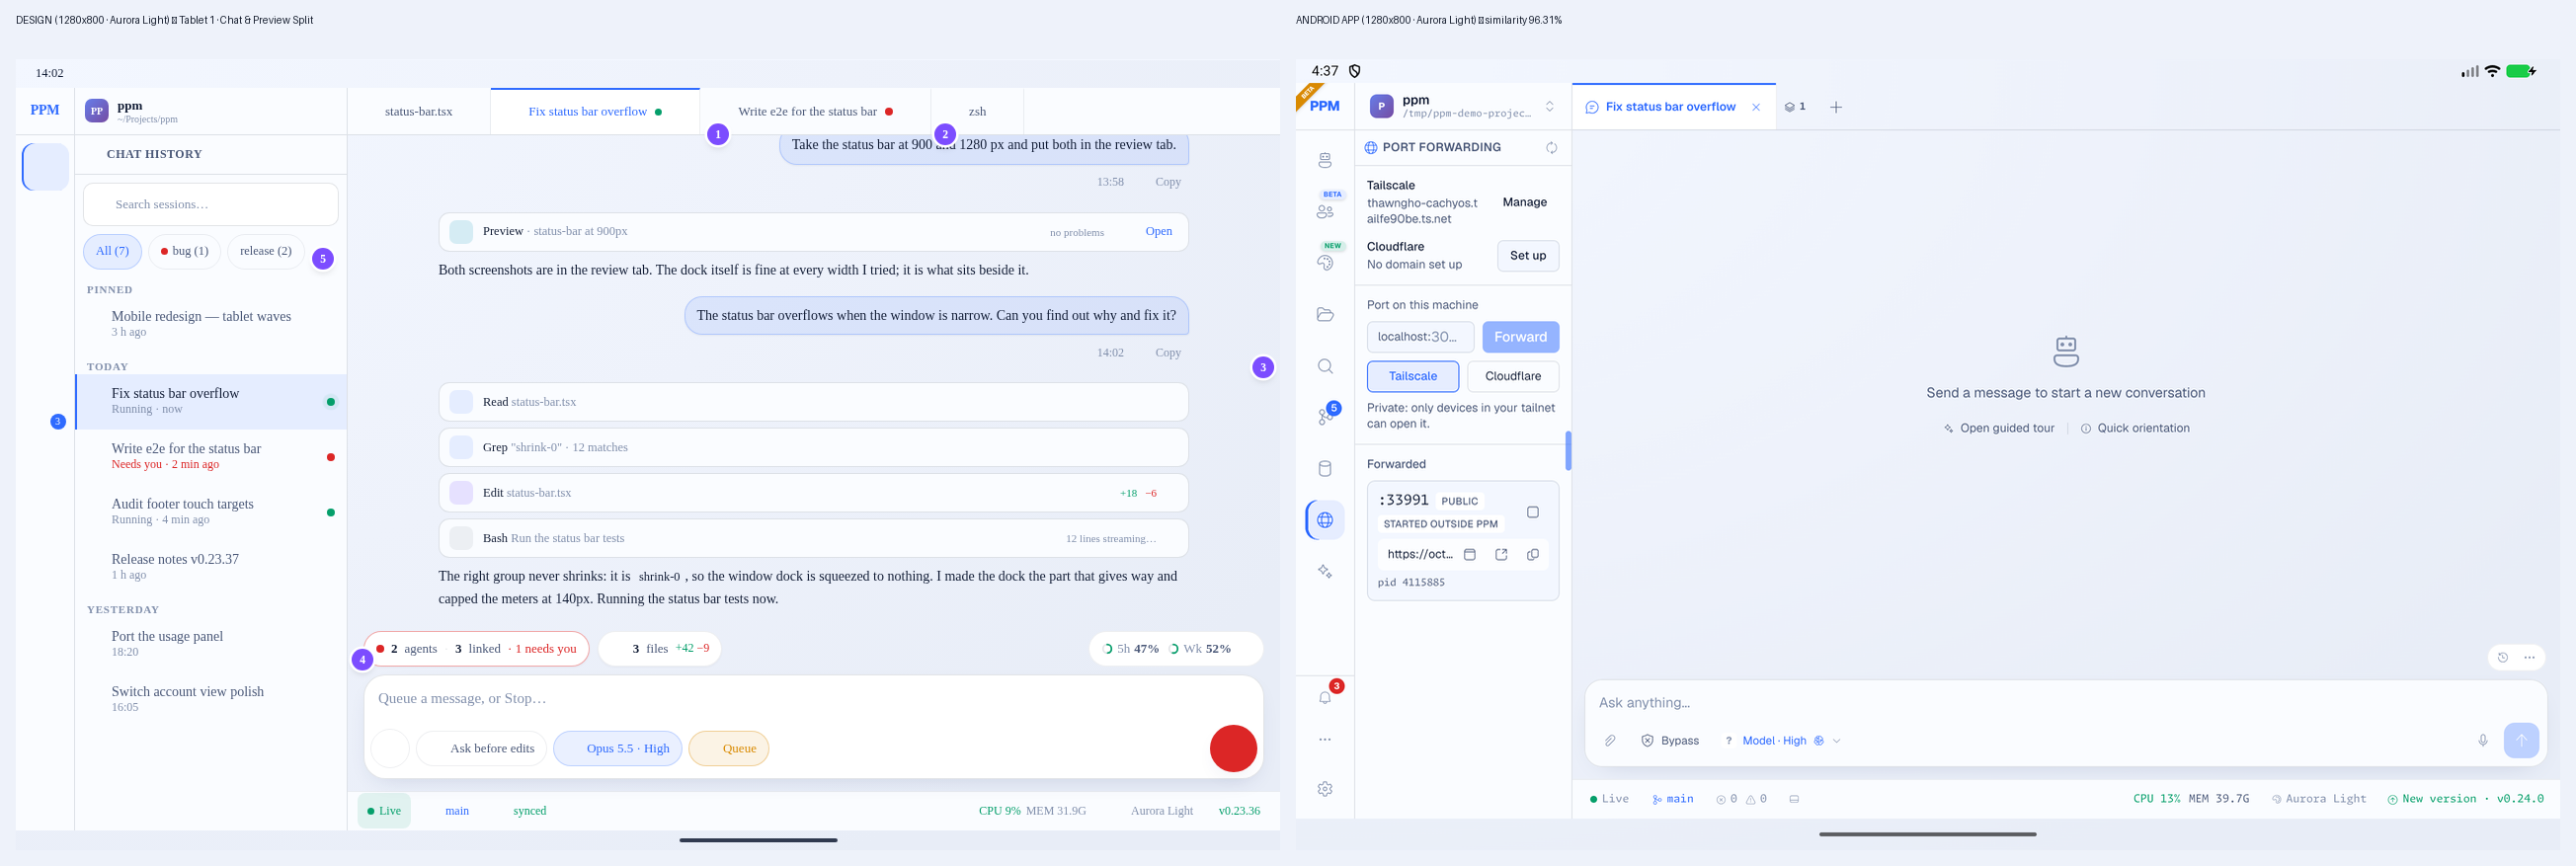 DESIGN (1280x800 · Aurora Light) Tablet 1 · Chat & Preview Split
14:02
PPM
PP
ppm
~/Projects/ppm
status-bar.tsx
Fix status bar overflow
Write e2e for the status bar
zsh
1
2
CHAT HISTORY
Search sessions…
All (7)
bug (1)
release (2)
5
PINNED
Mobile redesign — tablet waves
3 h ago
TODAY
Fix status bar overflow
Running · now
3
Write e2e for the status bar
Needs you · 2 min ago
Audit footer touch targets
Running · 4 min ago
Release notes v0.23.37
1 h ago
YESTERDAY
Port the usage panel
18:20
Switch account view polish
16:05
Take the status bar at 900 and 1280 px and put both in the review tab.
13:58 Copy
Preview · status-bar at 900px no problems Open
Both screenshots are in the review tab. The dock itself is fine at every width I tried; it is what sits beside it.
The status bar overflows when the window is narrow. Can you find out why and fix it?
14:02 Copy
3
Read status-bar.tsx
Grep "shrink-0" · 12 matches
Edit status-bar.tsx +18 −6
Bash Run the status bar tests 12 lines streaming…
The right group never shrinks: it is shrink-0 , so the window dock is squeezed to nothing. I made the dock the part that gives way and
capped the meters at 140px. Running the status bar tests now.
4
2 agents · 3 linked · 1 needs you
3 files +42 −9
5h 47% Wk 52%
Queue a message, or Stop…
Ask before edits
Opus 5.5 · High
Queue
Live main synced CPU 9% MEM 31.9G Aurora Light v0.23.36
ANDROID APP (1280x800 · Aurora Light) similarity 96.31%
4:37
BETA
PPM
P
ppm
/tmp/ppm-demo-projec…
Fix status bar overflow
1
BETA
NEW
5
3
PORT FORWARDING
Tailscale
thawngho-cachyos.t
ailfe90be.ts.net
Manage
Cloudflare
No domain set up
Set up
Port on this machine
localhost:30…
Forward
Tailscale
Cloudflare
Private: only devices in your tailnet
can open it.
Forwarded
:33991 PUBLIC
STARTED OUTSIDE PPM
https://oct…
pid 4115885
Send a message to start a new conversation
Open guided tour
Quick orientation
Ask anything…
Bypass
? Model · High
Live main 0 0 CPU 13% MEM 39.7G Aurora Light New version · v0.24.0